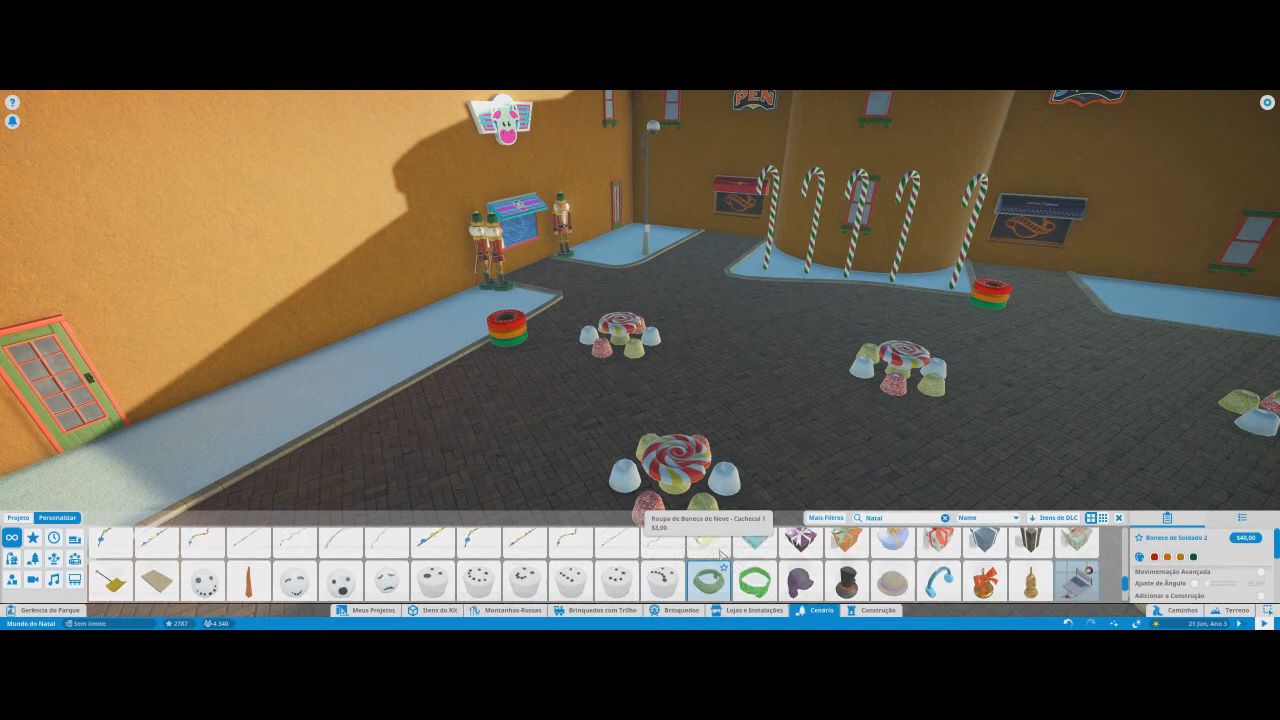 PEN
Roupa de Boneco de Neve - Cachecol 1
$3,00
Projeto Personalizar
Mais Filtros Natal Nome Itens de DLC
Boneco de Soldado 2 $40,00
Movimentação Avançada
Ajuste de Ângulo
Adicionar a Construção
Gerência do Parque Meus Projetos Itens do Kit Montanhas-Russas Brinquedos com Trilho Brinquedos Lojas e Instalações Cenário Construção Caminhos Terreno
Mundo do Natal Sem limite 2787 4.340 21 Jun, Ano 3